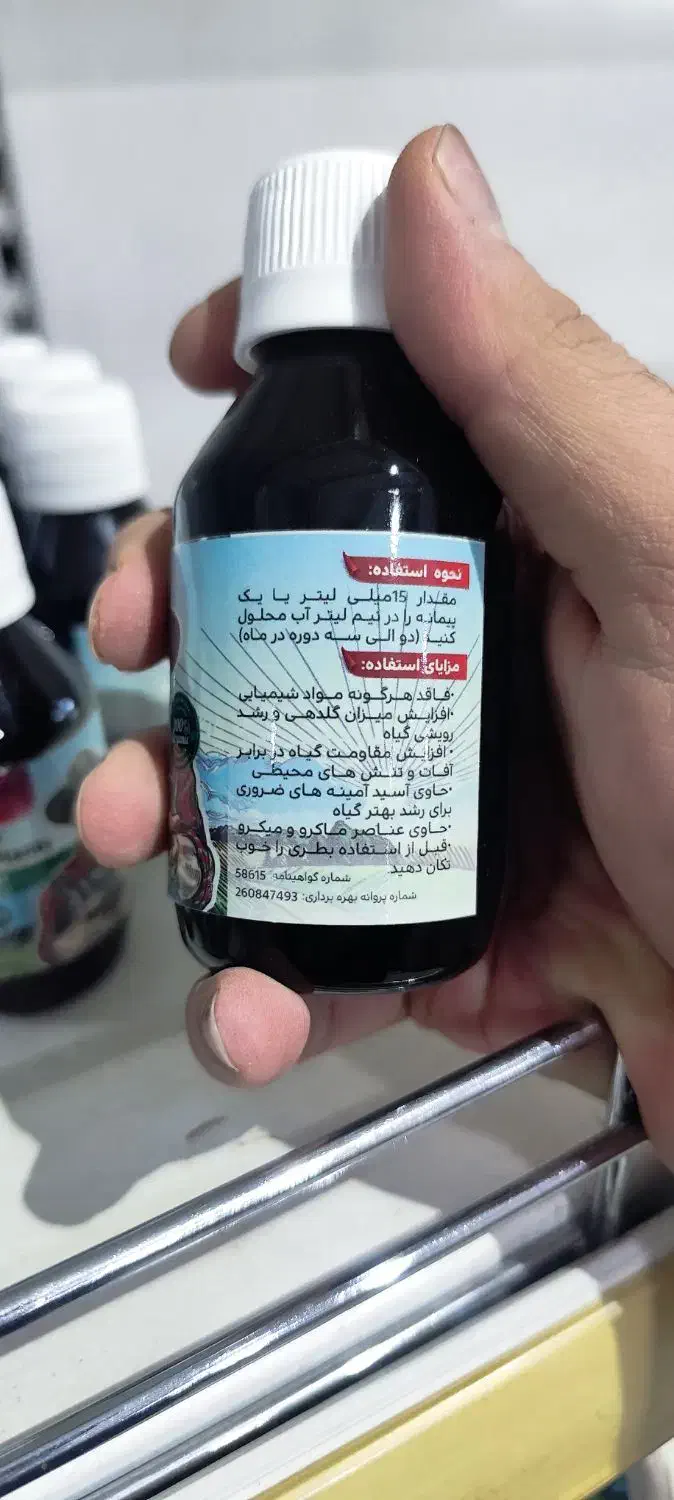 نحوه استفاده:
مقدار 15میلی لیتر یا یک
پیمانه را در نیم لیتر آب محلول
کنید (دو الی سه دوره در ماه)
مزایای استفاده:
•فاقد هرگونه مواد شیمیایی
•افزایش میزان گلدهی و رشد
رویشی گیاه
•افزایش مقاومت گیاه در برابر
آفات و تنش های محیطی
•حاوی آسید آمینه های ضروری
برای رشد بهتر گیاه
•حاوی عناصر ماکرو و میکرو
•قبل از استفاده بطری را خوب
تکان دهید.
شماره گواهینامه: 58615
شماره پروانه بهره برداری: 260847493
100%